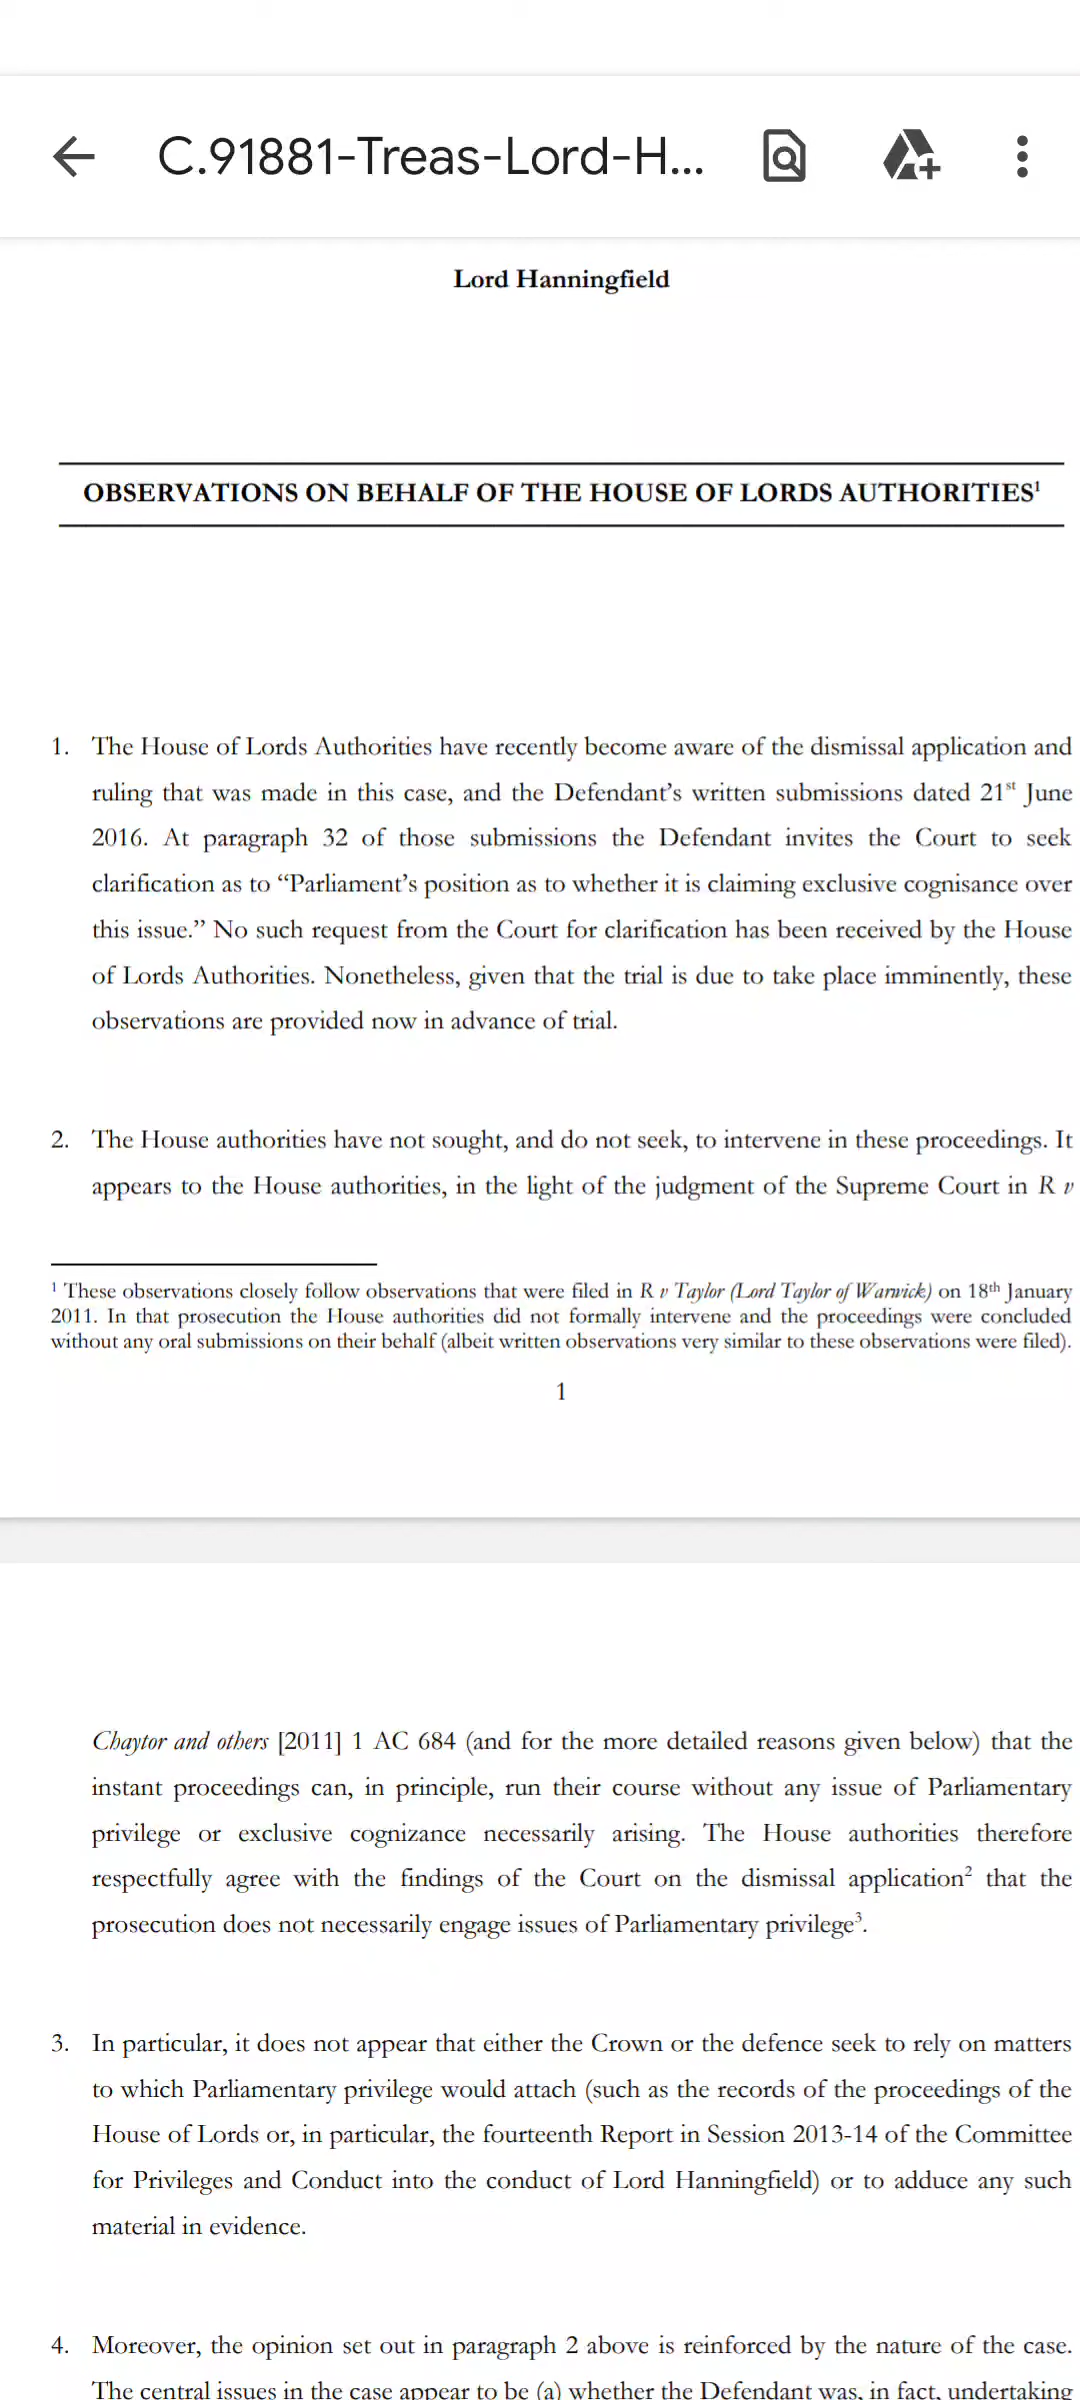 C.91881-Treas-Lord-H...
Lord Hanningfield
OBSERVATIONS ON BEHALF OF THE HOUSE OF LORDS AUTHORITIES¹
1. The House of Lords Authorities have recently become aware of the dismissal application and
ruling that was made in this case, and the Defendant’s written submissions dated 21st June
2016. At paragraph 32 of those submissions the Defendant invites the Court to seek
clarification as to “Parliament’s position as to whether it is claiming exclusive cognisance over
this issue.” No such request from the Court for clarification has been received by the House
of Lords Authorities. Nonetheless, given that the trial is due to take place imminently, these
observations are provided now in advance of trial.
2. The House authorities have not sought, and do not seek, to intervene in these proceedings. It
appears to the House authorities, in the light of the judgment of the Supreme Court in R v
¹ These observations closely follow observations that were filed in R v Taylor (Lord Taylor of Warwick) on 18th January
2011. In that prosecution the House authorities did not formally intervene and the proceedings were concluded
without any oral submissions on their behalf (albeit written observations very similar to these observations were filed).
1
Chaytor and others [2011] 1 AC 684 (and for the more detailed reasons given below) that the
instant proceedings can, in principle, run their course without any issue of Parliamentary
privilege or exclusive cognizance necessarily arising. The House authorities therefore
respectfully agree with the findings of the Court on the dismissal application² that the
prosecution does not necessarily engage issues of Parliamentary privilege³.
3. In particular, it does not appear that either the Crown or the defence seek to rely on matters
to which Parliamentary privilege would attach (such as the records of the proceedings of the
House of Lords or, in particular, the fourteenth Report in Session 2013-14 of the Committee
for Privileges and Conduct into the conduct of Lord Hanningfield) or to adduce any such
material in evidence.
4. Moreover, the opinion set out in paragraph 2 above is reinforced by the nature of the case.
The central issues in the case appear to be (a) whether the Defendant was, in fact, undertaking